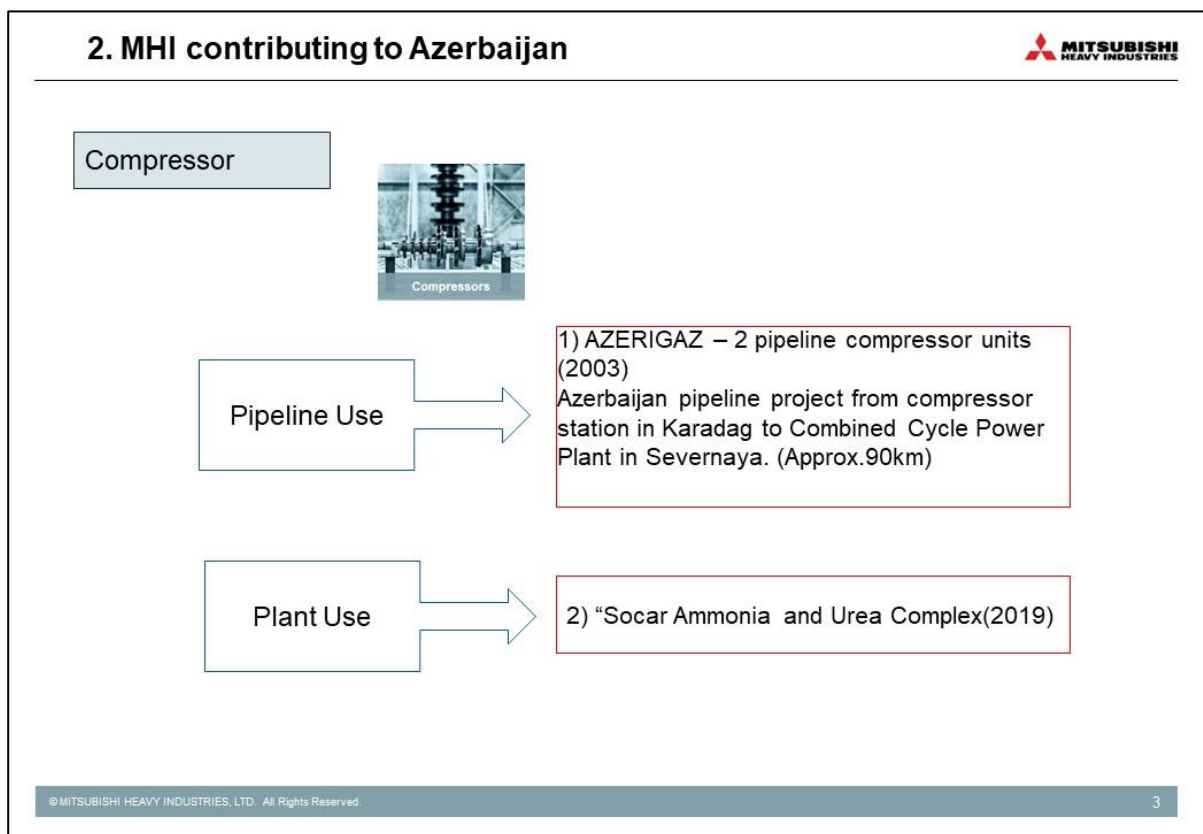 2. MHI contributing to Azerbaijan
MITSUBISHI
HEAVY INDUSTRIES
Compressor
Compressors
Pipeline Use
1) AZERIGAZ – 2 pipeline compressor units
(2003)
Azerbaijan pipeline project from compressor
station in Karadag to Combined Cycle Power
Plant in Severnaya. (Approx.90km)
Plant Use
2) “Socar Ammonia and Urea Complex(2019)
© MITSUBISHI HEAVY INDUSTRIES, LTD. All Rights Reserved.
3